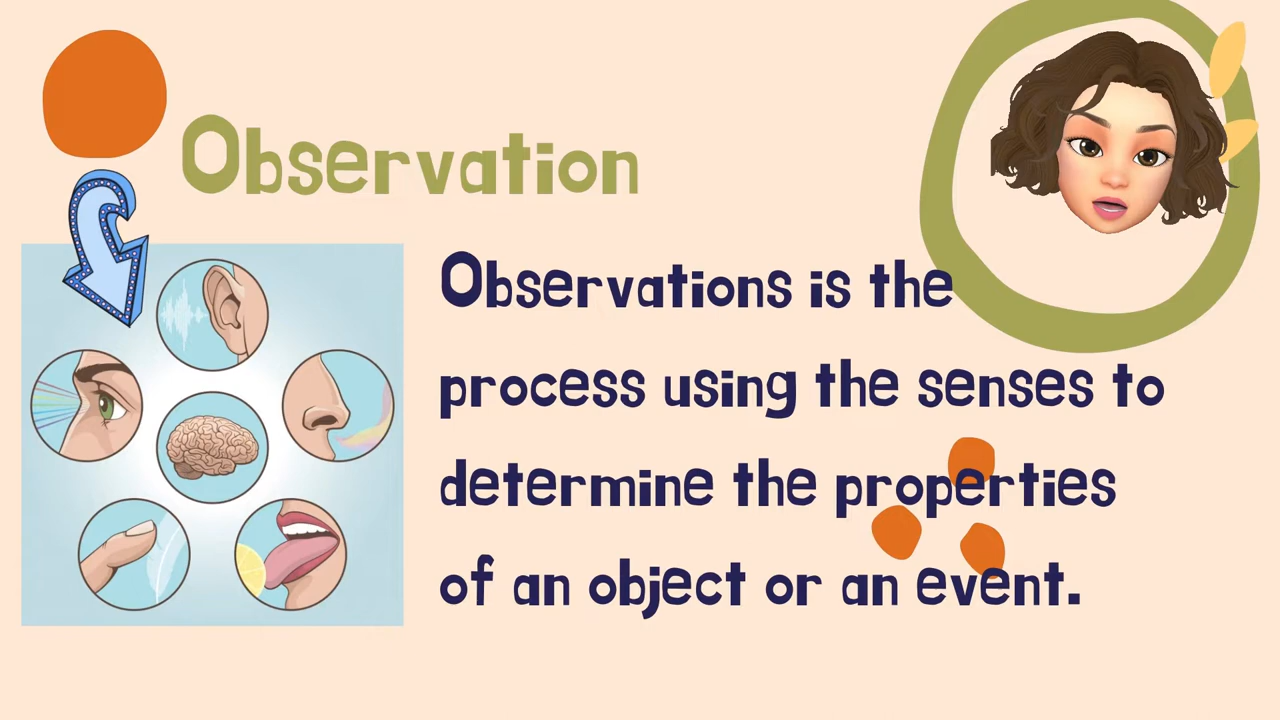 Observation
Observations is the
process using the senses to
determine the properties
of an object or an event.